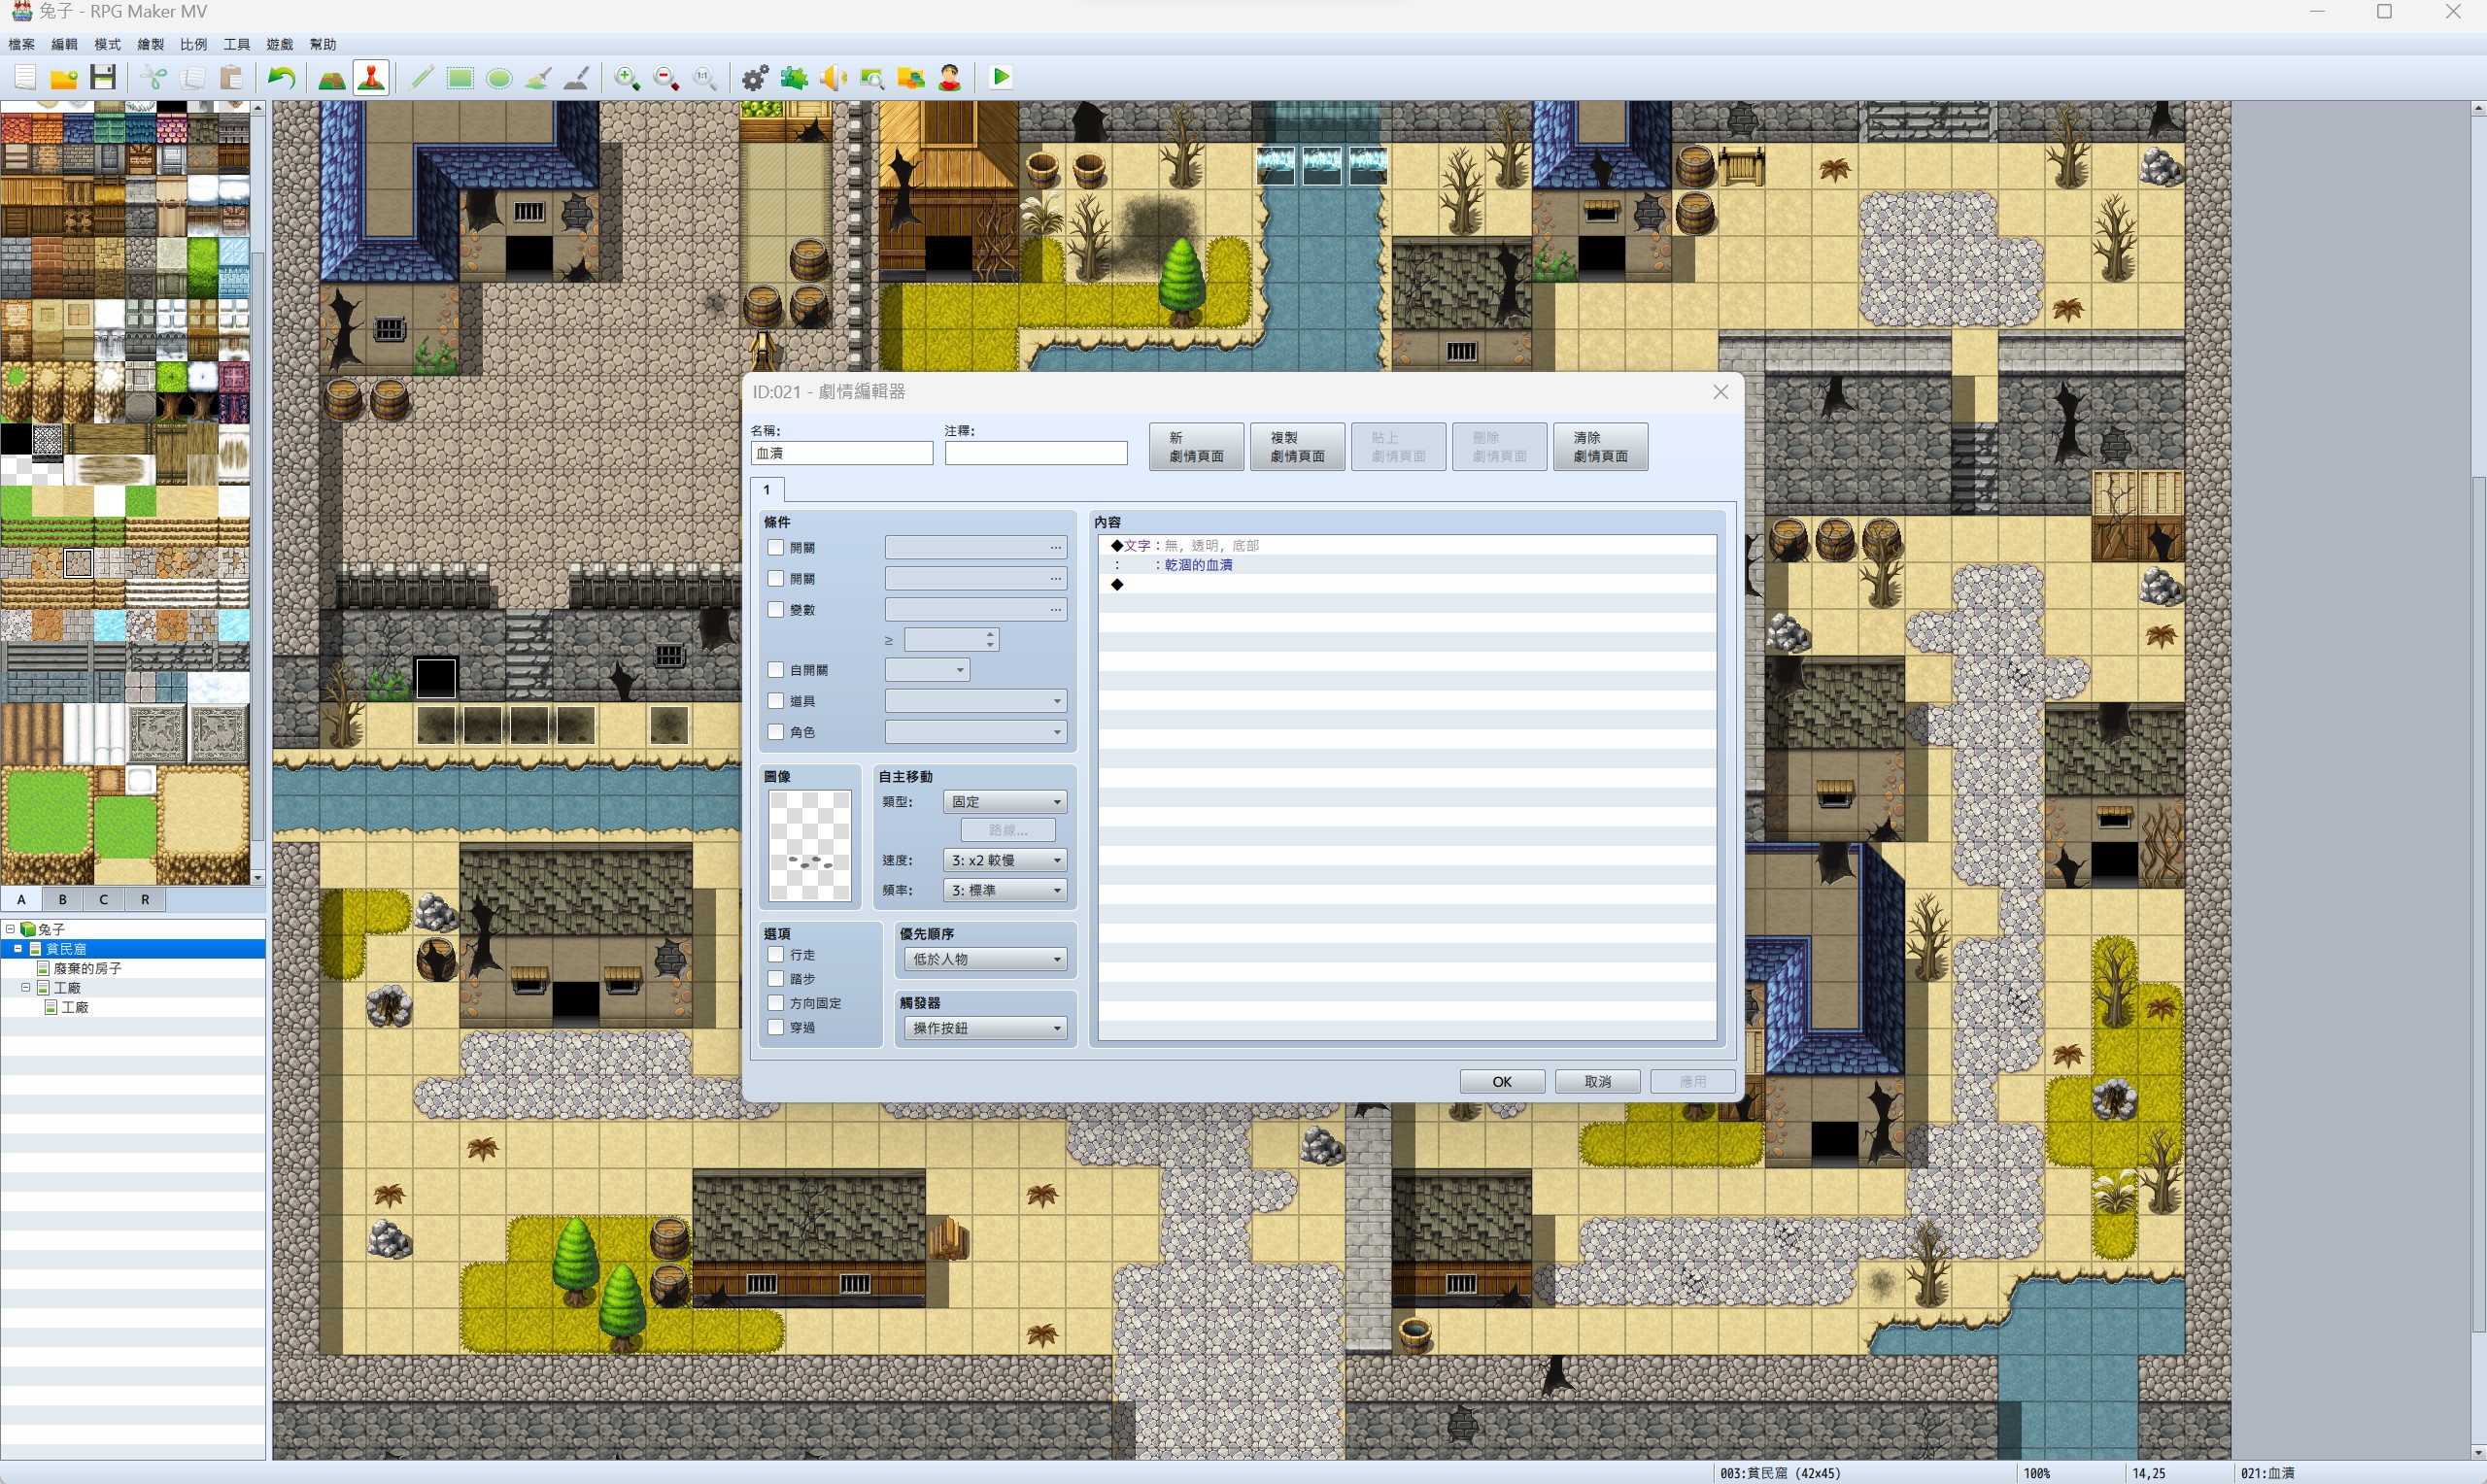 兔子 - RPG Maker MV
檔案 編輯 模式 繪製 比例 工具 遊戲 幫助
1:1
ID:021 - 劇情編輯器
名稱:
注釋:
血漬
新
劇情頁面
複製
劇情頁面
貼上
劇情頁面
刪除
劇情頁面
清除
劇情頁面
1
條件
開關
...
開關
...
變數
...
≥
自開關
道具
角色
圖像
自主移動
類型:
固定
路線...
速度:
3: x2 較慢
頻率:
3: 標準
選項
行走
踏步
方向固定
穿過
優先順序
低於人物
觸發器
操作按鈕
內容
◆文字：無, 透明, 底部
：　　：乾涸的血漬
◆
OK
取消
應用
A B C R
兔子
貧民窟
廢棄的房子
工廠
工廠
003:貧民窟 (42x45)
100%
14,25
021:血漬